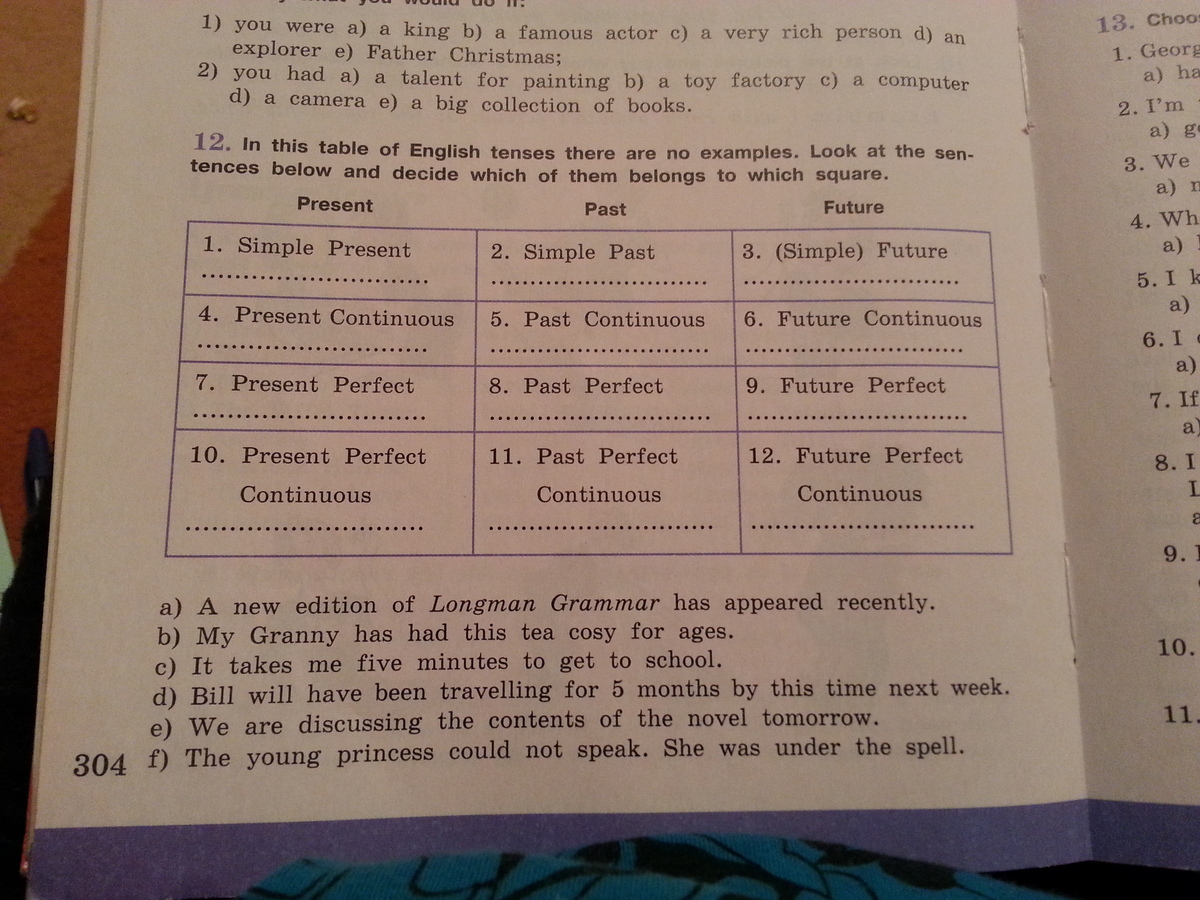 what you would do if:
1) you were a) a king b) a famous actor c) a very rich person d) an
explorer e) Father Christmas;
2) you had a) a talent for painting b) a toy factory c) a computer
d) a camera e) a big collection of books.
12. In this table of English tenses there are no examples. Look at the sen-
tences below and decide which of them belongs to which square.
Present Past Future
1. Simple Present
....................................
2. Simple Past
....................................
3. (Simple) Future
....................................
4. Present Continuous
....................................
5. Past Continuous
....................................
6. Future Continuous
....................................
7. Present Perfect
....................................
8. Past Perfect
....................................
9. Future Perfect
....................................
10. Present Perfect
Continuous
....................................
11. Past Perfect
Continuous
....................................
12. Future Perfect
Continuous
....................................
a) A new edition of Longman Grammar has appeared recently.
b) My Granny has had this tea cosy for ages.
c) It takes me five minutes to get to school.
d) Bill will have been travelling for 5 months by this time next week.
e) We are discussing the contents of the novel tomorrow.
f) The young princess could not speak. She was under the spell.
304
13.
1.
a)
2. I'm
a)
3. We
a)
4.
a)
5. I
a)
6. I
a)
7. If
a)
8. I
9.
10.
11.